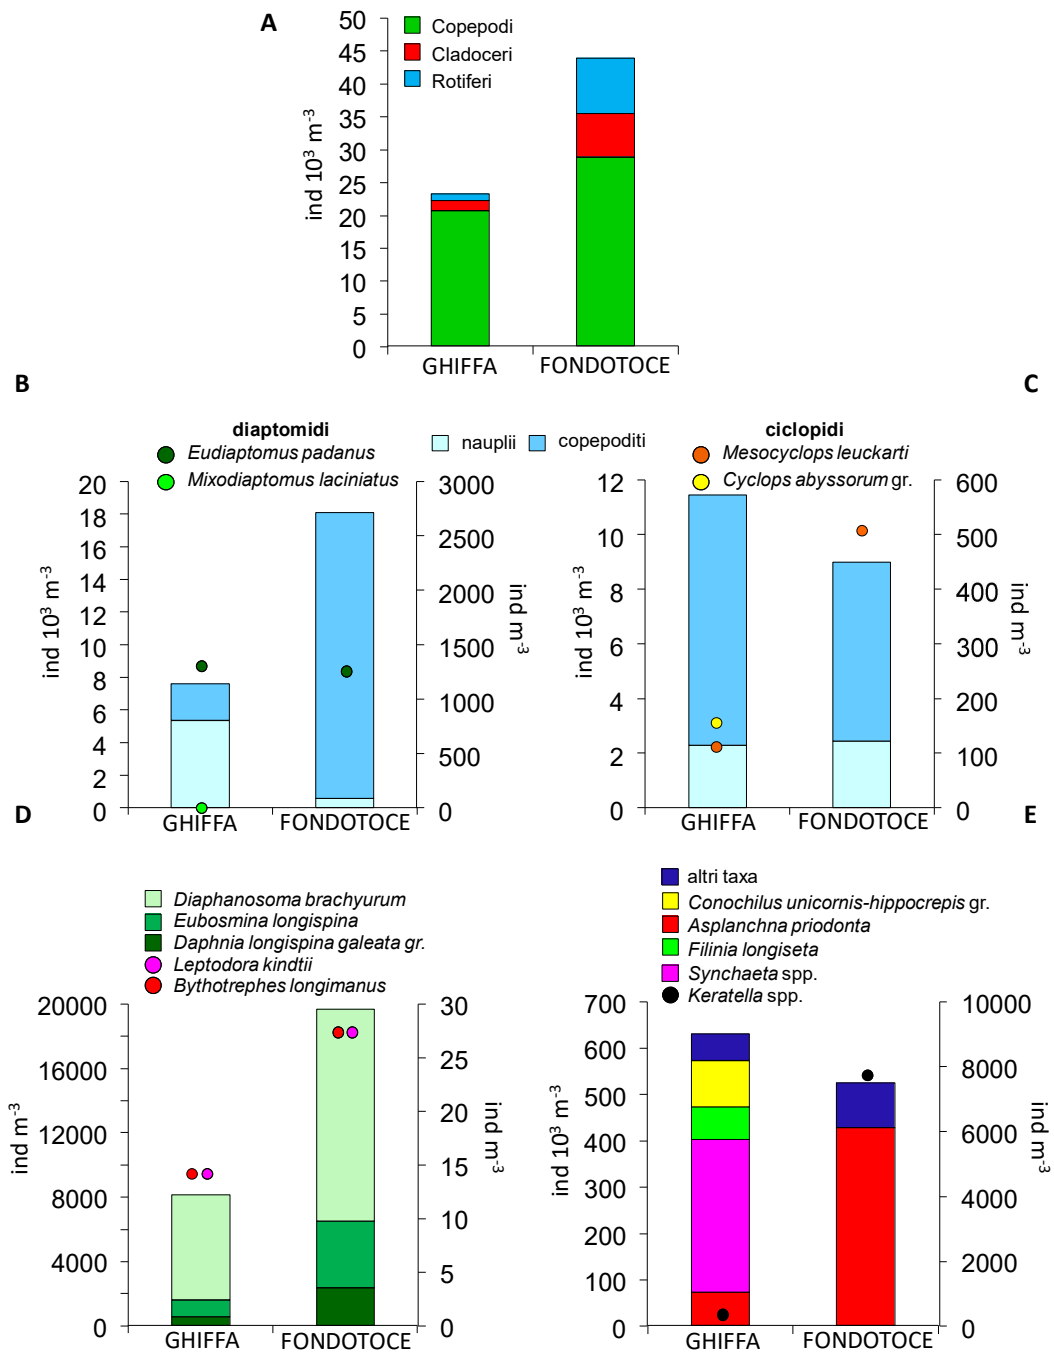 A
50
45
40
35
30
25
20
15
10
5
0
ind 10³ m⁻³
Copepodi
Cladoceri
Rotiferi
GHIFFA
FONDOTOCE
B
diaptomidi
Eudiaptomus padanus
Mixodiaptomus laciniatus
nauplii
copepoditi
20
18
16
14
12
10
8
6
4
2
0
ind 10³ m⁻³
3000
2500
2000
1500
1000
500
0
ind m⁻³
GHIFFA
FONDOTOCE
C
ciclopidi
Mesocyclops leuckarti
Cyclops abyssorum gr.
12
10
8
6
4
2
0
ind 10³ m⁻³
600
500
400
300
200
100
0
ind m⁻³
GHIFFA
FONDOTOCE
D
Diaphanosoma brachyurum
Eubosmina longispina
Daphnia longispina galeata gr.
Leptodora kindtii
Bythotrephes longimanus
20000
16000
12000
8000
4000
0
ind m⁻³
30
25
20
15
10
5
0
ind m⁻³
GHIFFA
FONDOTOCE
E
altri taxa
Conochilus unicornis-hippocrepis gr.
Asplanchna priodonta
Filinia longiseta
Synchaeta spp.
Keratella spp.
700
600
500
400
300
200
100
0
ind 10³ m⁻³
10000
8000
6000
4000
2000
0
ind m⁻³
GHIFFA
FONDOTOCE